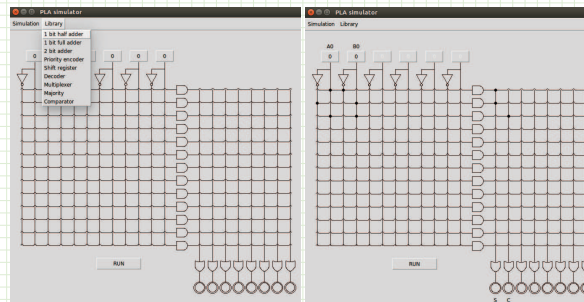 PLA simulator
Simulation Library
1 bit half adder
1 bit full adder
2 bit adder
Priority encoder
Shift register
Decoder
Multiplexer
Majority
Comparator
0 0 0 0 0
RUN
PLA simulator
Simulation Library
A0 B0
0 0
RUN
S C